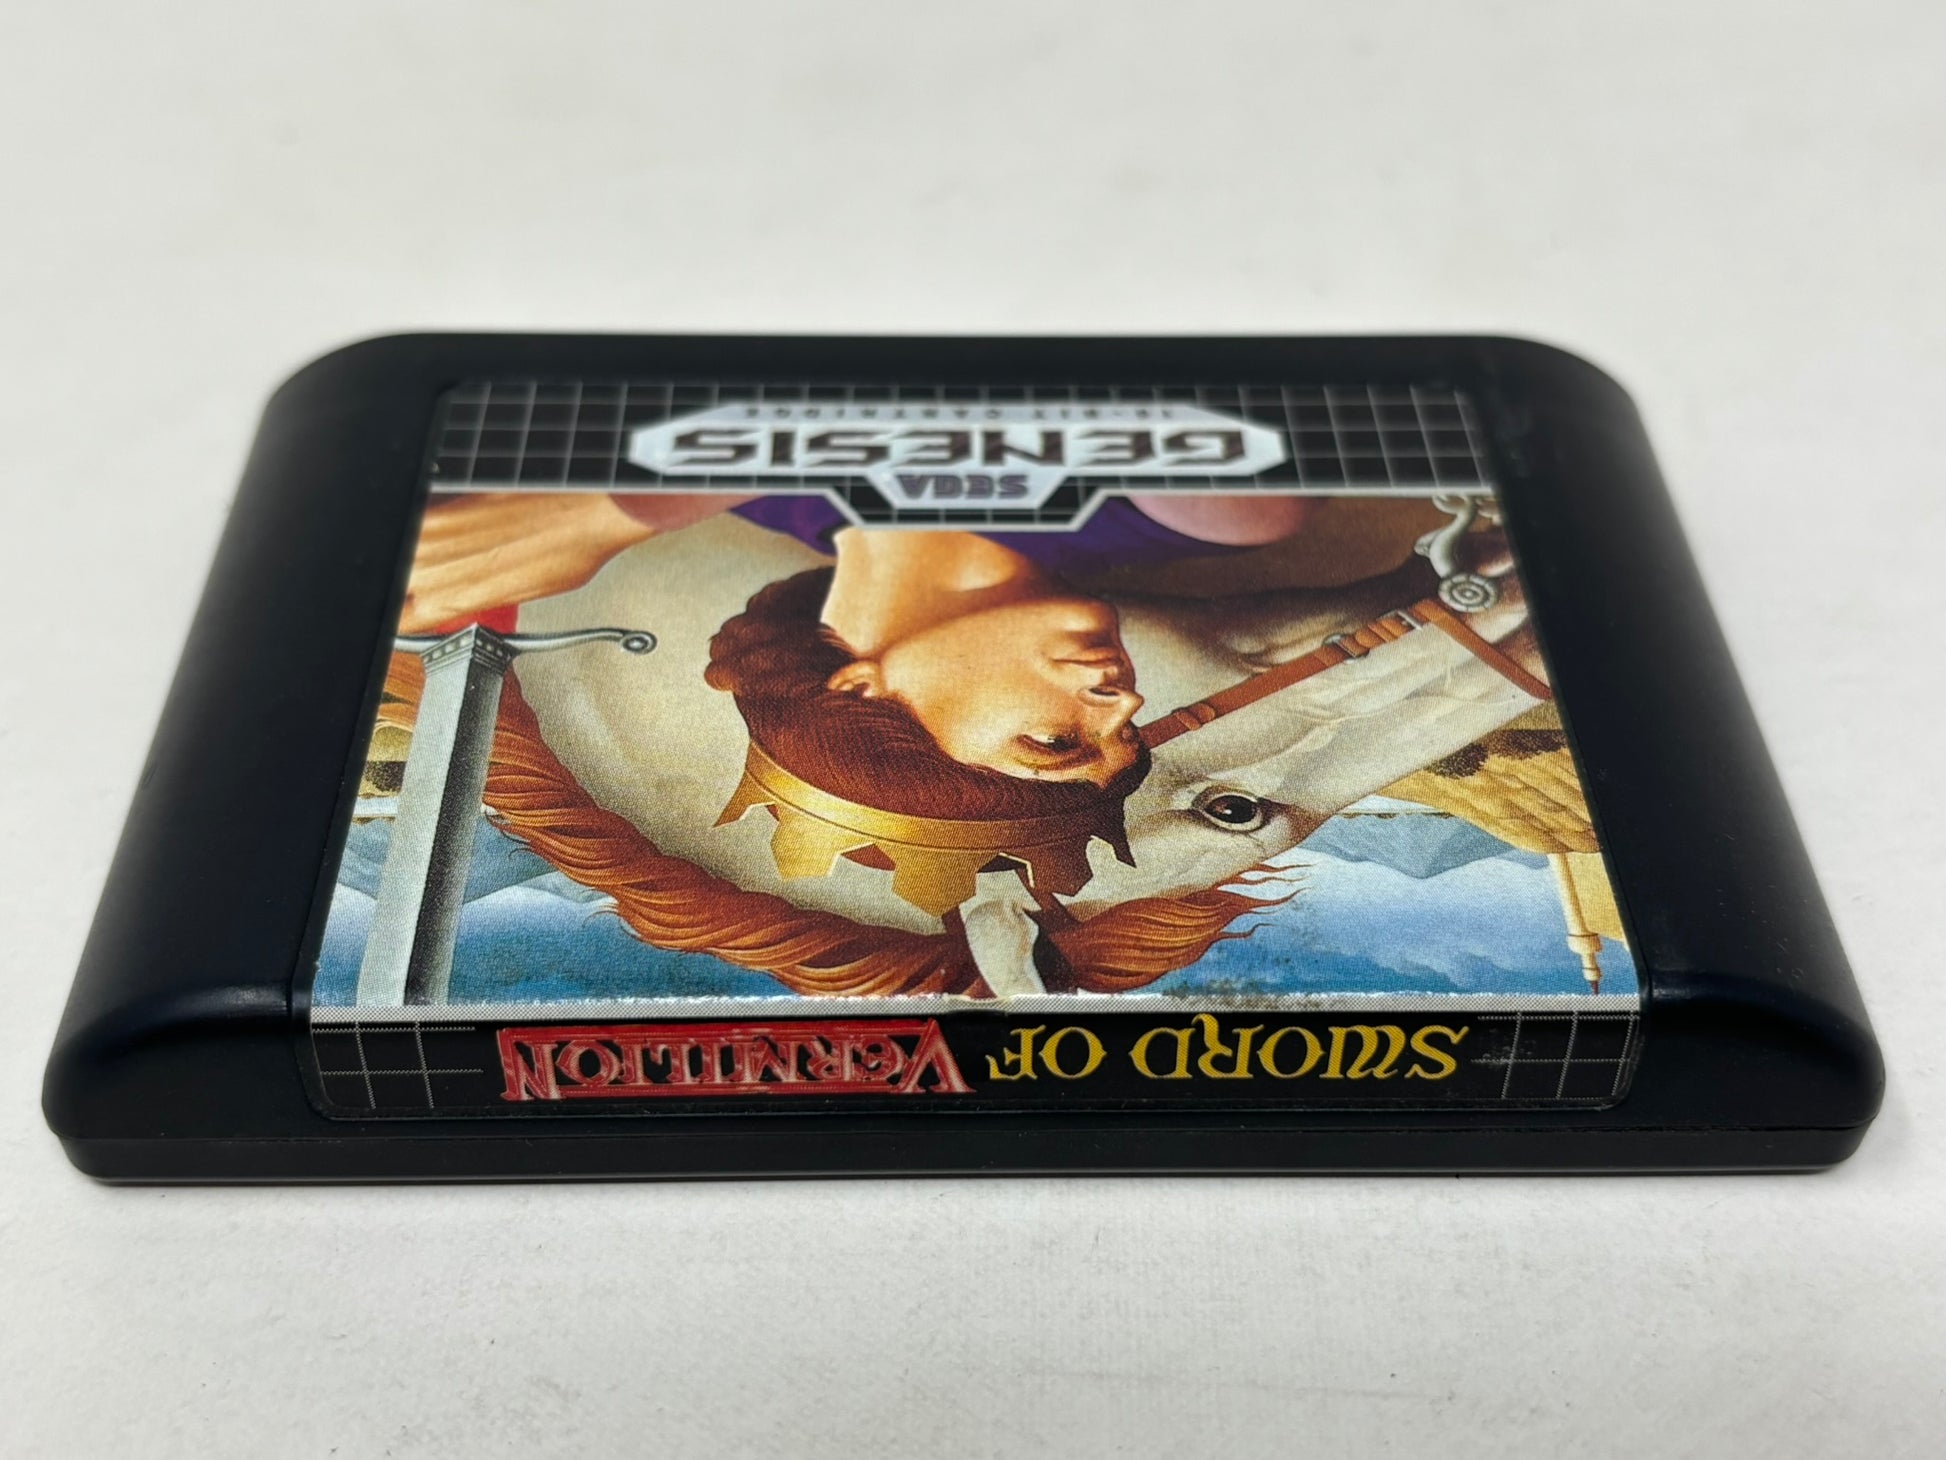 SWORD OF VERMILION
SEGA
GENESIS
16-BIT CARTRIDGE